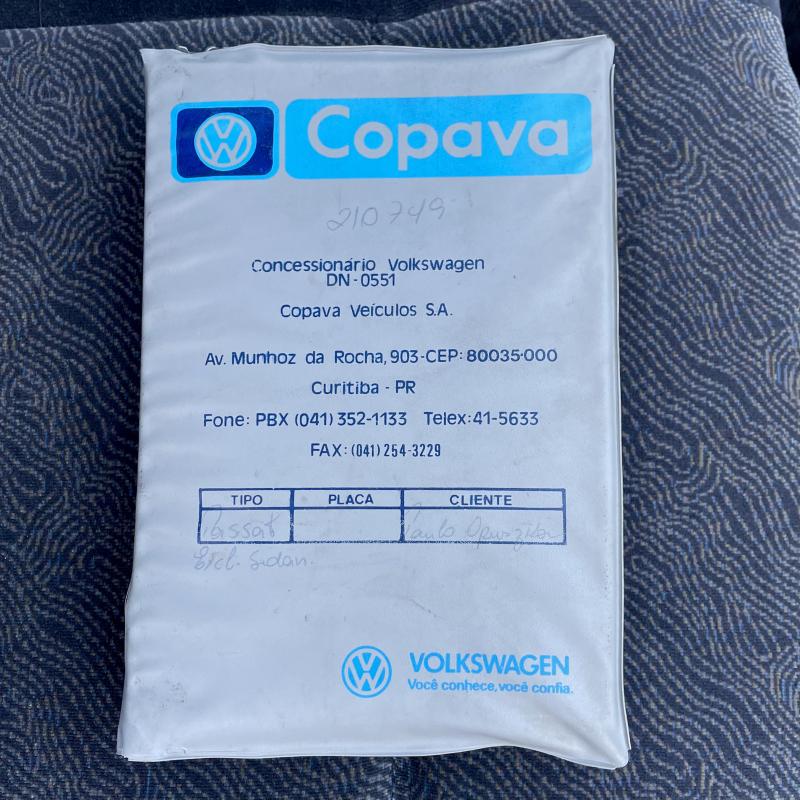 Copava
210749
Concessionário Volkswagen
DN-0551
Copava Veículos S.A.
Av. Munhoz da Rocha, 903-CEP: 80035-000
Curitiba - PR
Fone: PBX (041) 352-1133 Telex: 41-5633
FAX: (041) 254-3229
TIPO PLACA CLIENTE
Passat Paulo
sedan.
VOLKSWAGEN
Você conhece, você confia.